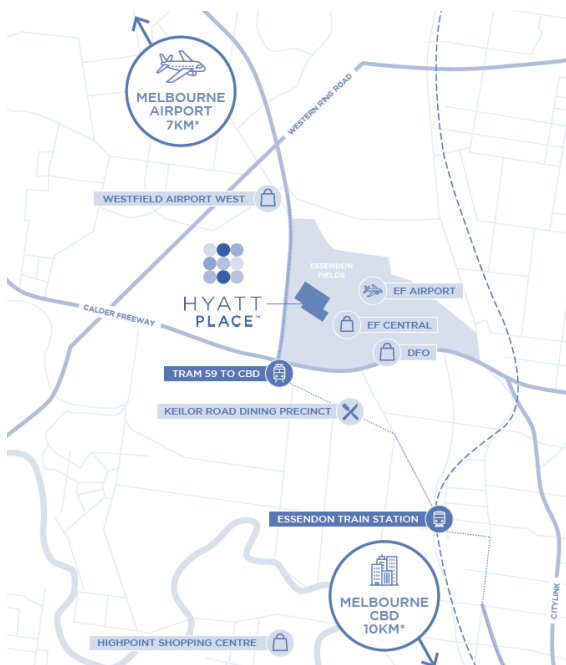 MELBOURNE
AIRPORT
7KM*
WESTERN RING ROAD
WESTFIELD AIRPORT WEST
ESSENDON
FIELDS
EF AIRPORT
HYATT
PLACE™
CALDER FREEWAY
EF CENTRAL
DFO
TRAM 59 TO CBD
KEILOR ROAD DINING PRECINCT
ESSENDON TRAIN STATION
MELBOURNE
CBD
10KM*
CITYLINK
HIGHPOINT SHOPPING CENTRE